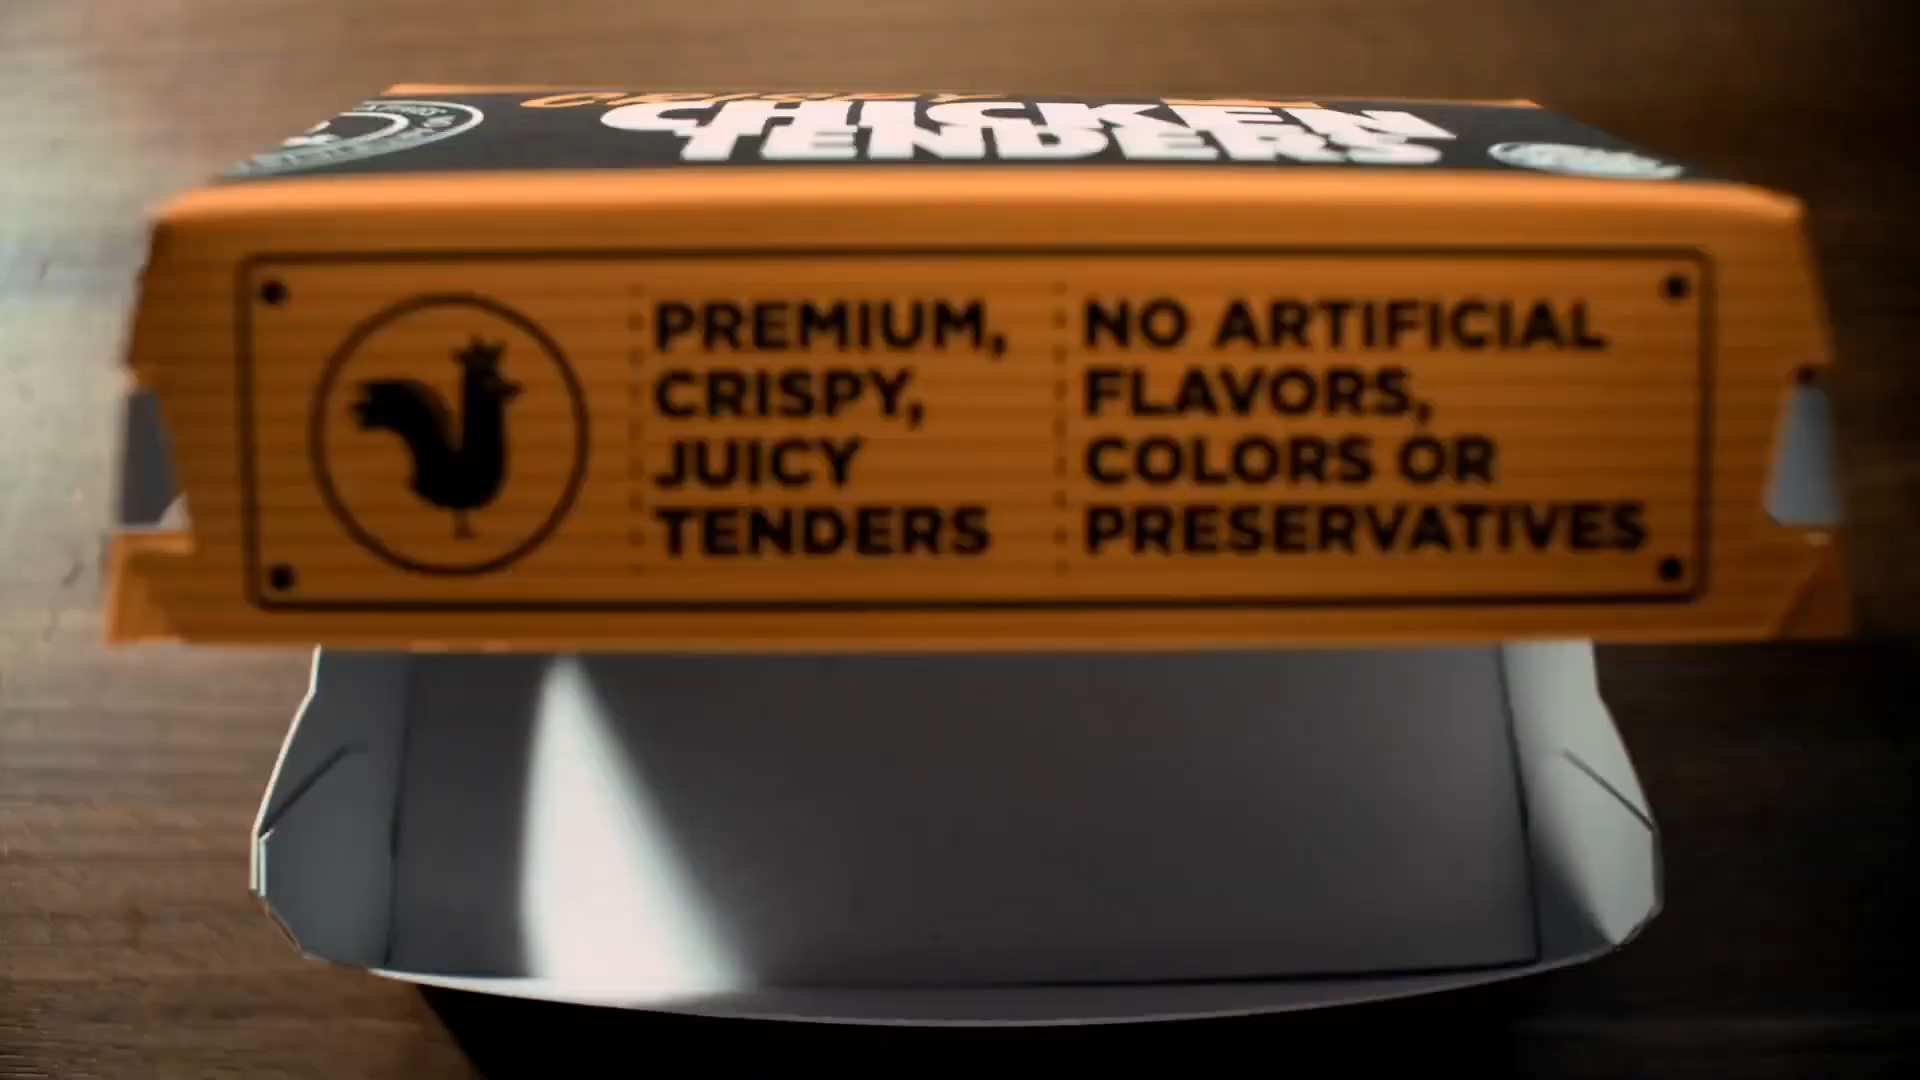 CHICKEN
TENDERS
PREMIUM,
CRISPY,
JUICY
TENDERS
NO ARTIFICIAL
FLAVORS,
COLORS OR
PRESERVATIVES